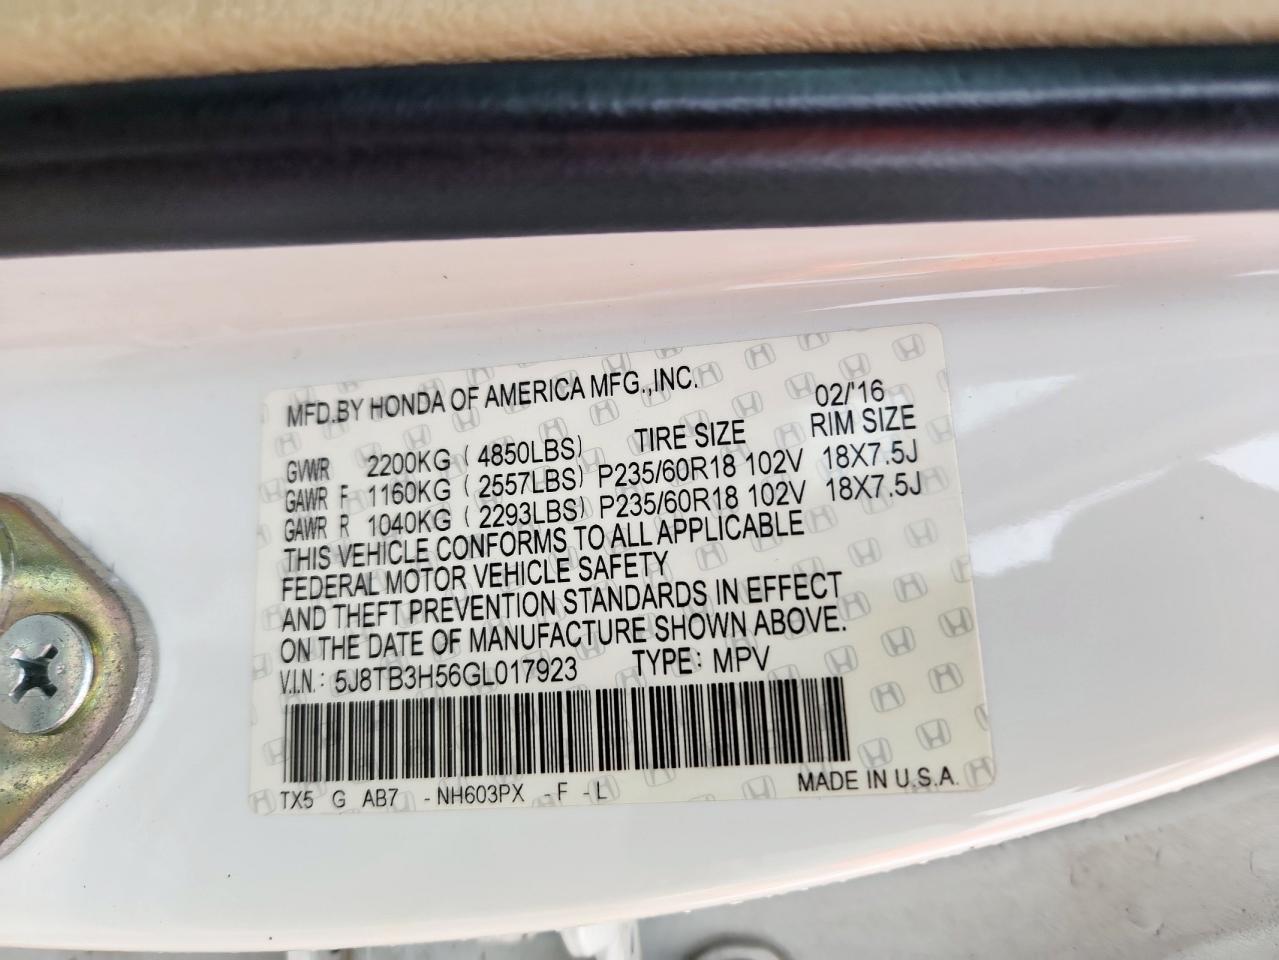 MFD.BY HONDA OF AMERICA MFG.,INC. 02/'16
GVWR 2200KG (4850LBS) TIRE SIZE RIM SIZE
GAWR F 1160KG (2557LBS) P235/60R18 102V 18X7.5J
GAWR R 1040KG (2293LBS) P235/60R18 102V 18X7.5J
THIS VEHICLE CONFORMS TO ALL APPLICABLE
FEDERAL MOTOR VEHICLE SAFETY
AND THEFT PREVENTION STANDARDS IN EFFECT
ON THE DATE OF MANUFACTURE SHOWN ABOVE.
V.I.N.: 5J8TB3H56GL017923 TYPE: MPV
TX5 G AB7 -NH603PX -F -L MADE IN U.S.A.